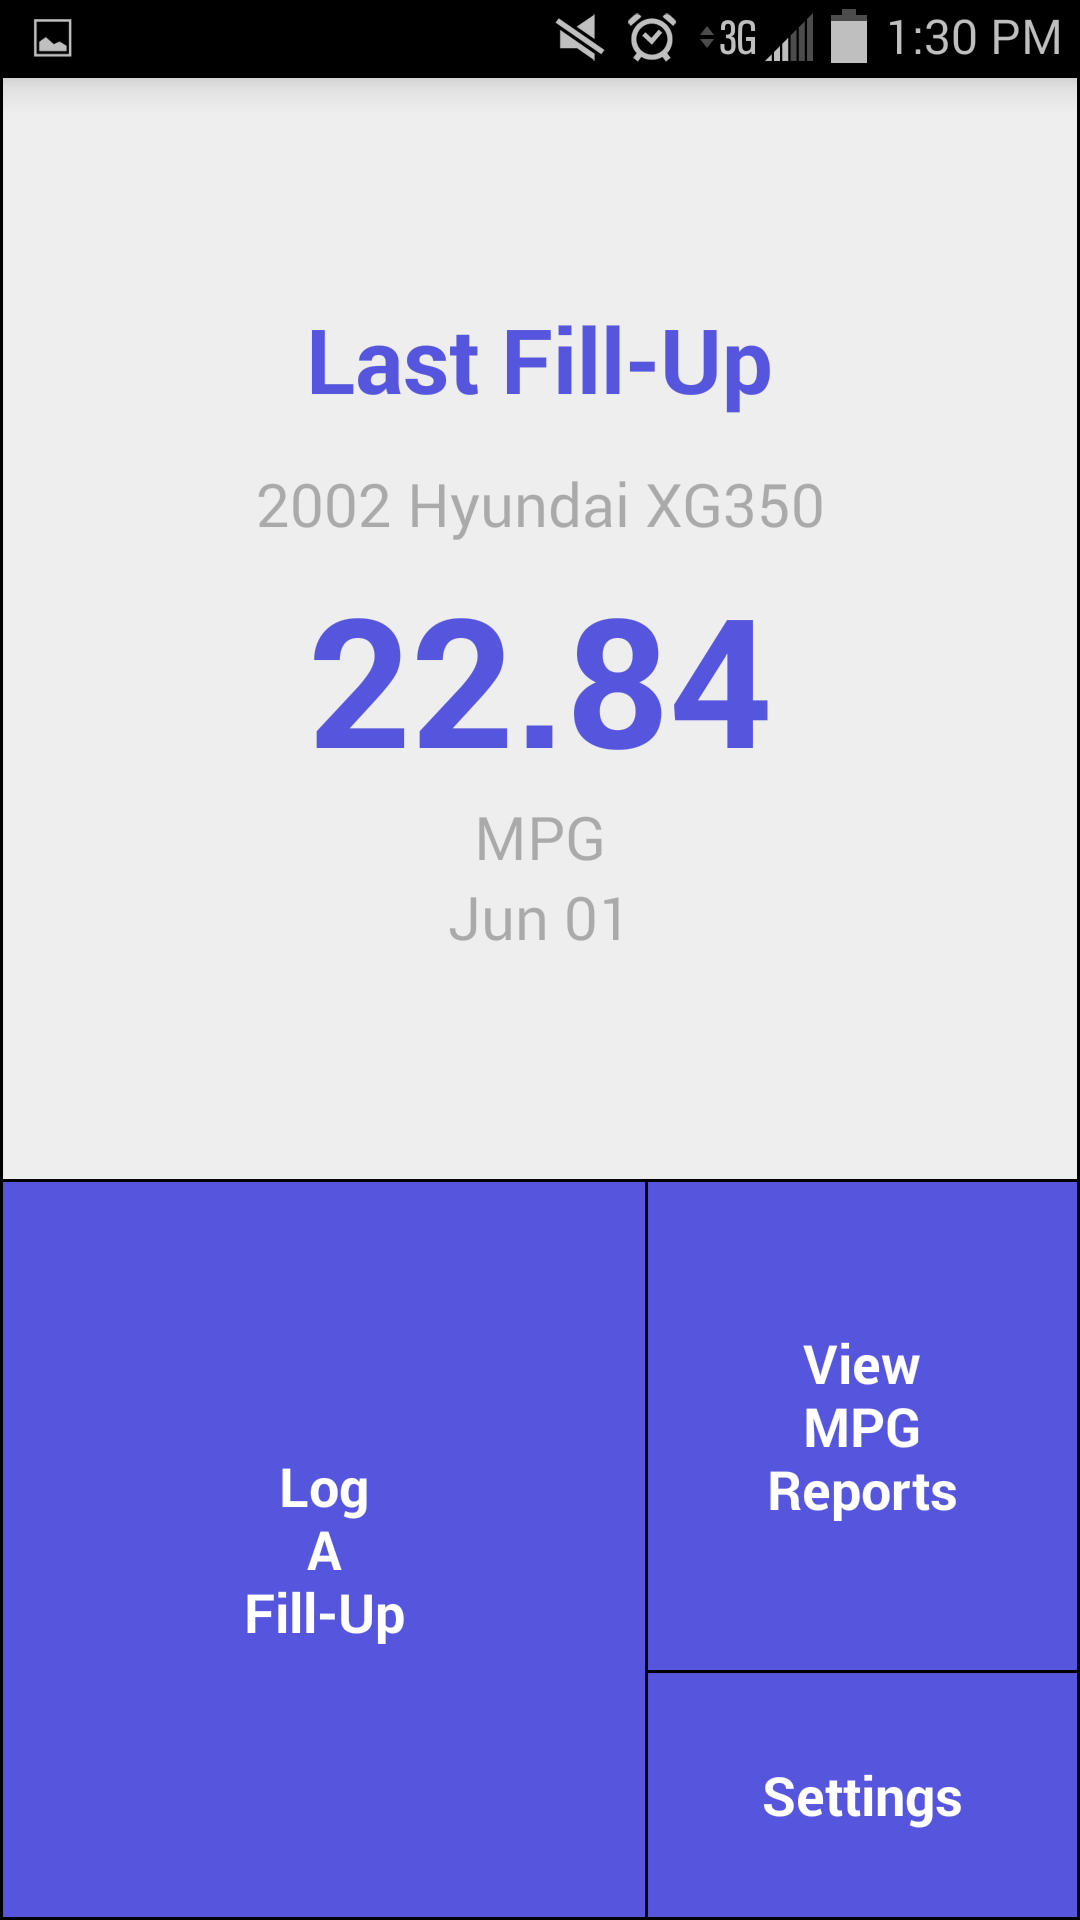 3G 1:30 PM
Last Fill-Up
2002 Hyundai XG350
22.84
MPG
Jun 01
Log
A
Fill-Up
View
MPG
Reports
Settings